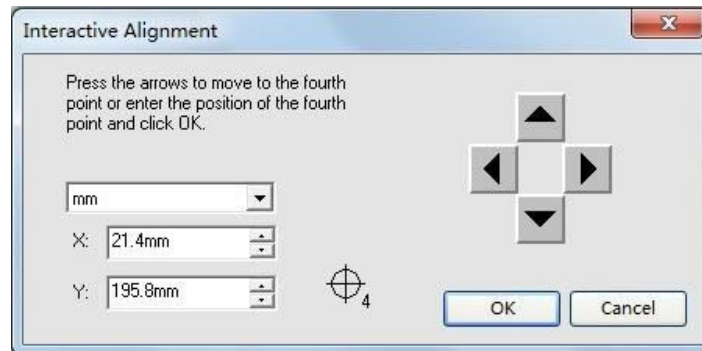 Interactive Alignment
Press the arrows to move to the fourth
point or enter the position of the fourth
point and click OK.
mm
X: 21.4mm
Y: 195.8mm
4
OK Cancel